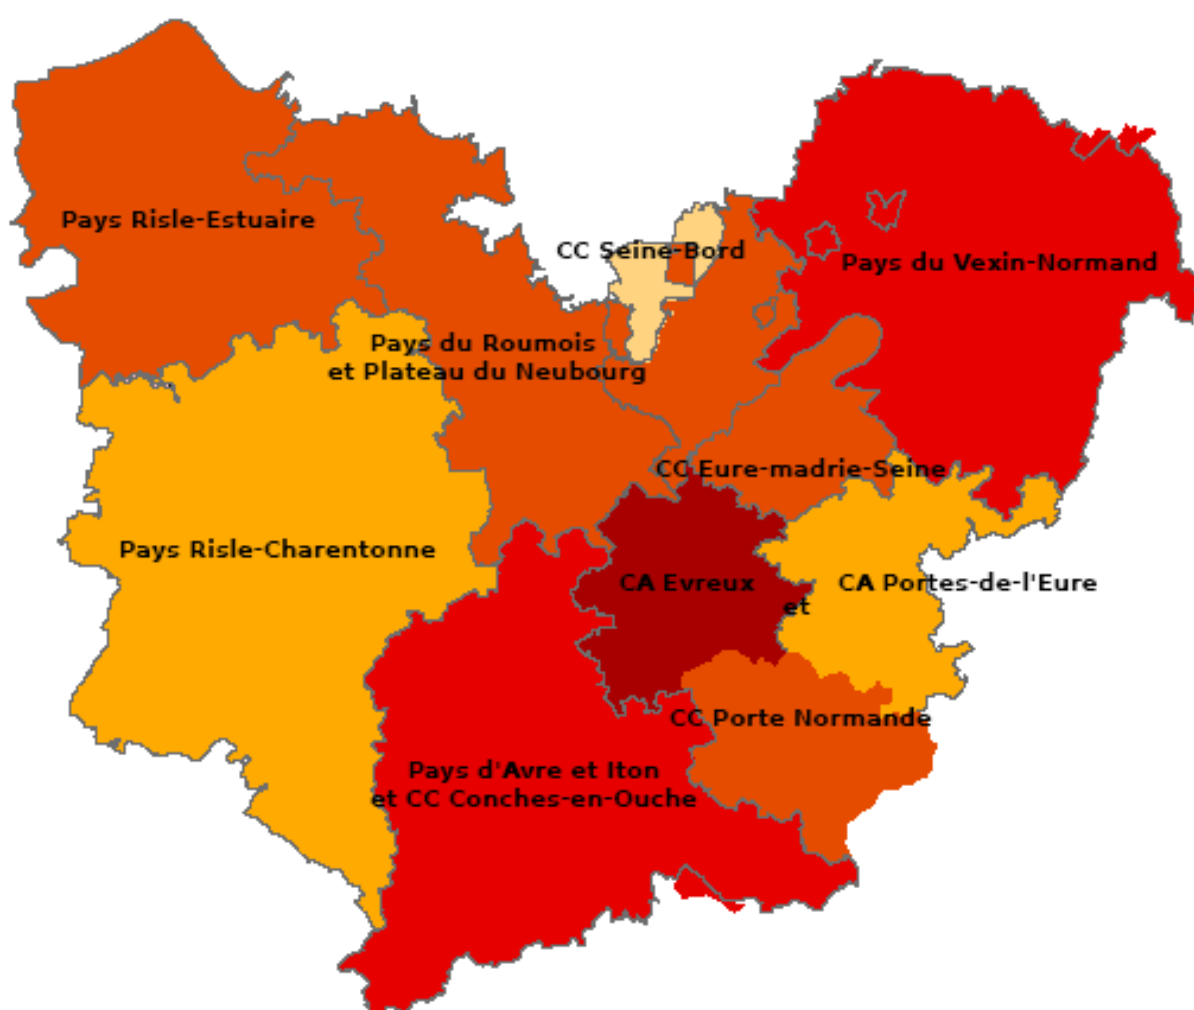 Pays Risle-Estuaire
CC Seine-Bord
Pays du Vexin-Normand
Pays du Roumois
et Plateau du Neubourg
CC Eure-madrie-Seine
Pays Risle-Charentonne
CA Evreux
et
CA Portes-de-l'Eure
CC Porte Normande
Pays d'Avre et Iton
et CC Conches-en-Ouche